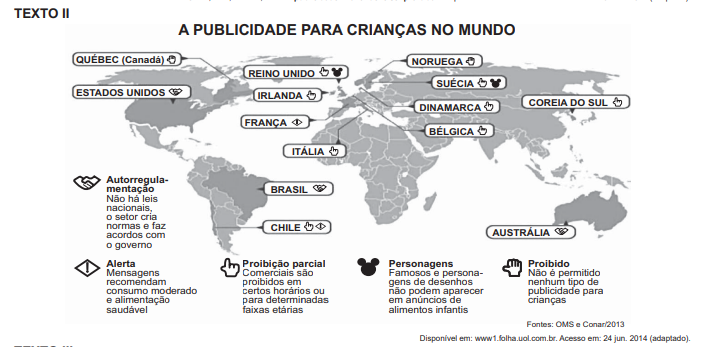 TEXTO II
A PUBLICIDADE PARA CRIANÇAS NO MUNDO
QUÉBEC (Canadá)
NORUEGA
REINO UNIDO
SUÉCIA
ESTADOS UNIDOS
IRLANDA
DINAMARCA
COREIA DO SUL
FRANÇA
BÉLGICA
ITÁLIA
BRASIL
CHILE
AUSTRÁLIA
Autorregula-
mentação
Não há leis
nacionais,
o setor cria
normas e faz
acordos com
o governo
Alerta
Mensagens
recomendam
consumo moderado
e alimentação
saudável
Proibição parcial
Comerciais são
proibidos em
certos horários ou
para determinadas
faixas etárias
Personagens
Famosos e persona-
gens de desenhos
não podem aparecer
em anúncios de
alimentos infantis
Proibido
Não é permitido
nenhum tipo de
publicidade para
crianças
Fontes: OMS e Conar/2013
Disponível em: www1.folha.uol.com.br. Acesso em: 24 jun. 2014 (adaptado).